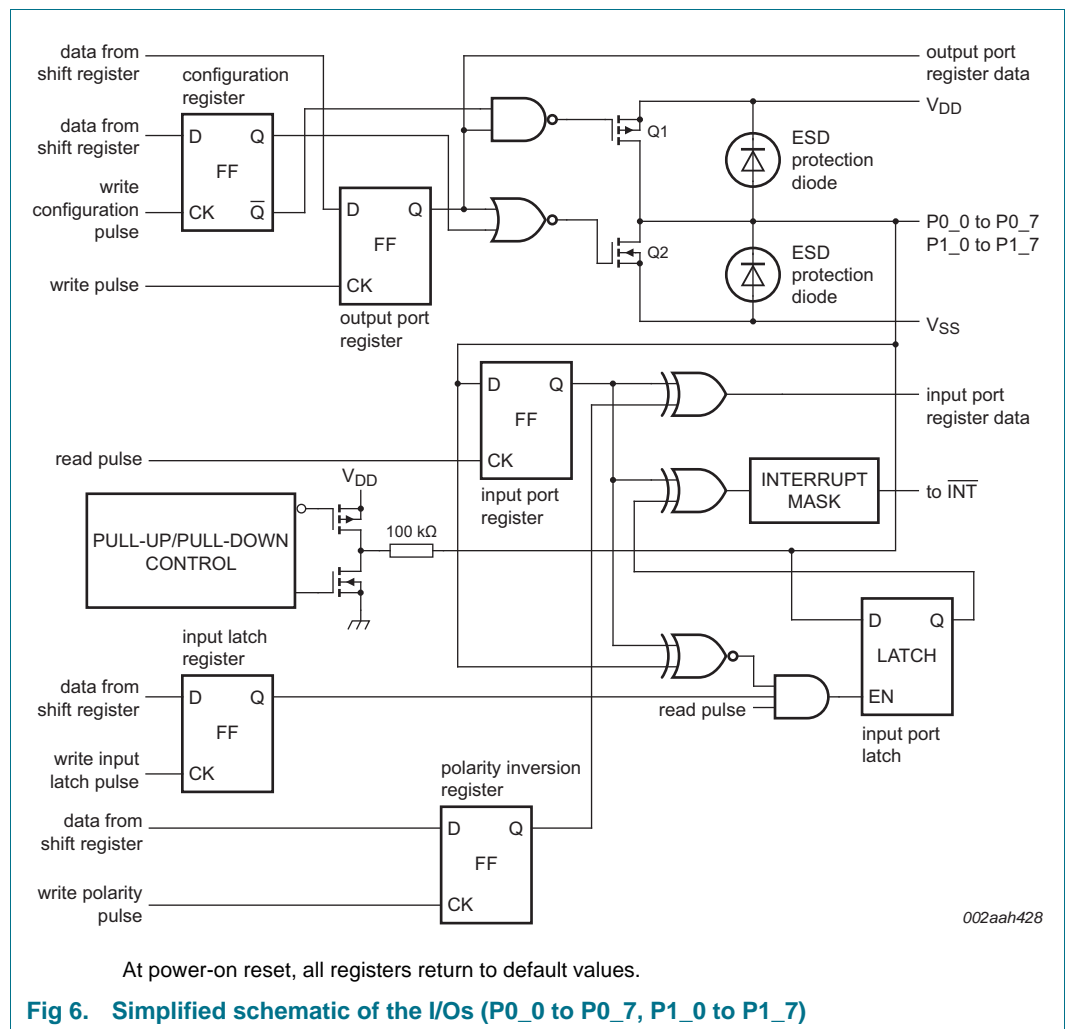 data from
shift register
configuration
register
output port
register data
V_DD
data from
shift register
D
Q
FF
write
configuration
pulse
CK
Q̅
D
Q
FF
CK
write pulse
output port
register
Q1
Q2
ESD
protection
diode
P0_0 to P0_7
P1_0 to P1_7
ESD
protection
diode
V_SS
D
Q
FF
CK
read pulse
input port
register
input port
register data
INTERRUPT
MASK
to I̅N̅T̅
V_DD
100 kΩ
PULL-UP/PULL-DOWN
CONTROL
D
Q
LATCH
EN
read pulse
input port
latch
input latch
register
data from
shift register
D
Q
FF
write input
latch pulse
CK
polarity inversion
register
data from
shift register
D
Q
FF
write polarity
pulse
CK
002aah428
At power-on reset, all registers return to default values.
Fig 6. Simplified schematic of the I/Os (P0_0 to P0_7, P1_0 to P1_7)